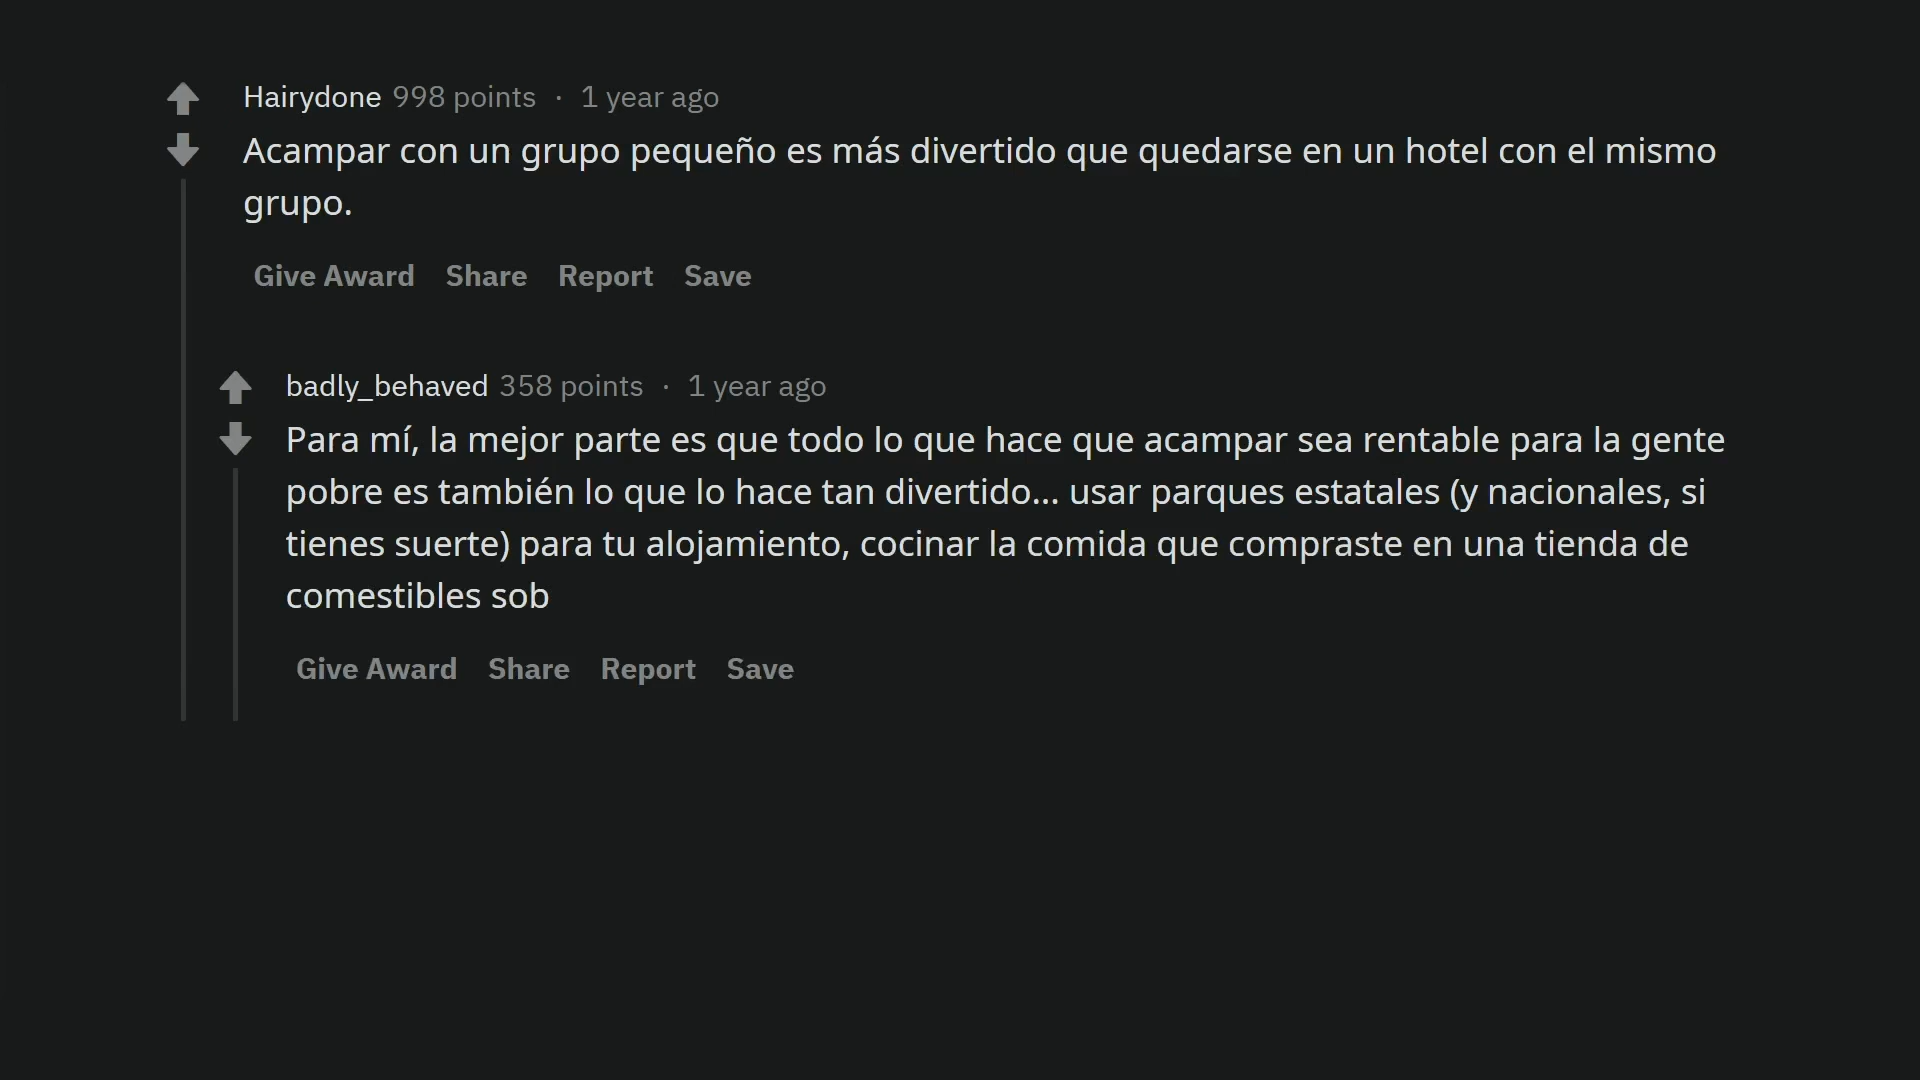 Hairydone 998 points · 1 year ago
Acampar con un grupo pequeño es más divertido que quedarse en un hotel con el mismo
grupo.
Give Award Share Report Save
badly_behaved 358 points · 1 year ago
Para mí, la mejor parte es que todo lo que hace que acampar sea rentable para la gente
pobre es también lo que lo hace tan divertido... usar parques estatales (y nacionales, si
tienes suerte) para tu alojamiento, cocinar la comida que compraste en una tienda de
comestibles sob
Give Award Share Report Save